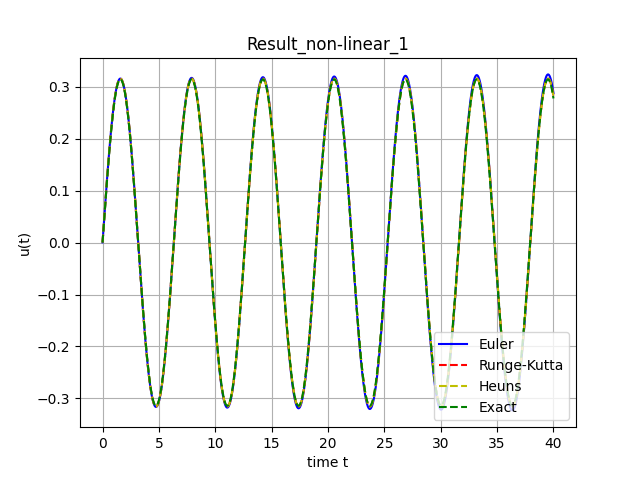 Result_non-linear_1
0.3
0.2
0.1
0.0
−0.1
−0.2
−0.3
u(t)
Euler
Runge-Kutta
Heuns
Exact
0 5 10 15 20 25 30 35 40
time t